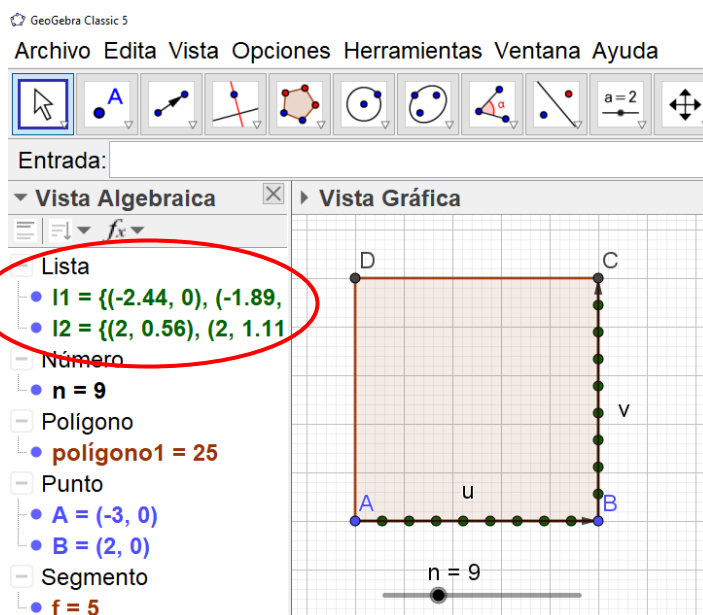 GeoGebra Classic 5
Archivo Edita Vista Opciones Herramientas Ventana Ayuda
A
α
a=2
Entrada:
Vista Algebraica
Vista Gráfica
fx
Lista
l1 = {(-2.44, 0), (-1.89,
l2 = {(2, 0.56), (2, 1.11
Número
n = 9
Polígono
polígono1 = 25
Punto
A = (-3, 0)
B = (2, 0)
Segmento
f = 5
D
C
v
u
A
B
n = 9